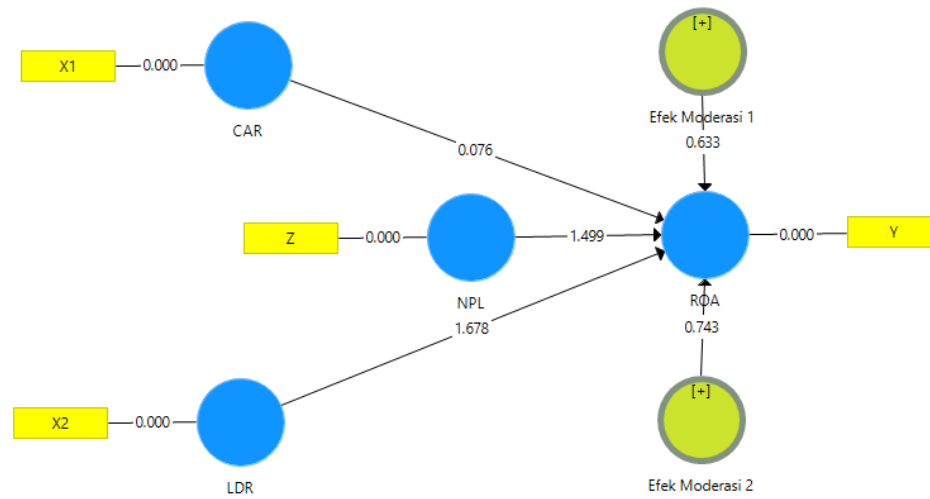 [+]
X1
0.000
CAR
Efek Moderasi 1
0.633
0.076
Z
0.000
NPL
1.499
ROA
0.000
Y
1.678
0.743
[+]
X2
0.000
LDR
Efek Moderasi 2